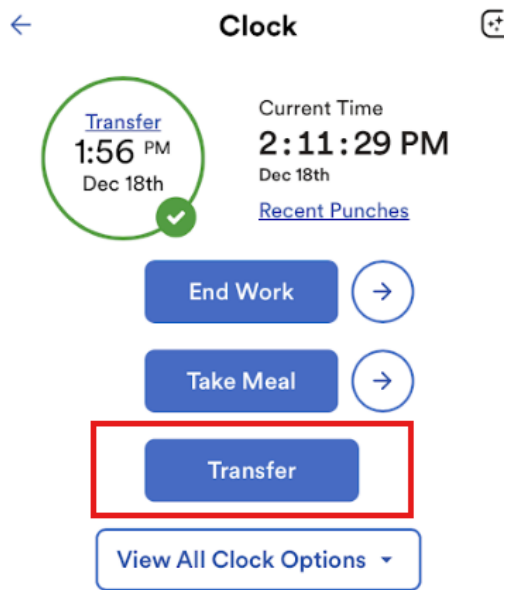 Clock
Transfer
1:56 PM
Dec 18th
Current Time
2:11:29 PM
Dec 18th
Recent Punches
End Work
Take Meal
Transfer
View All Clock Options